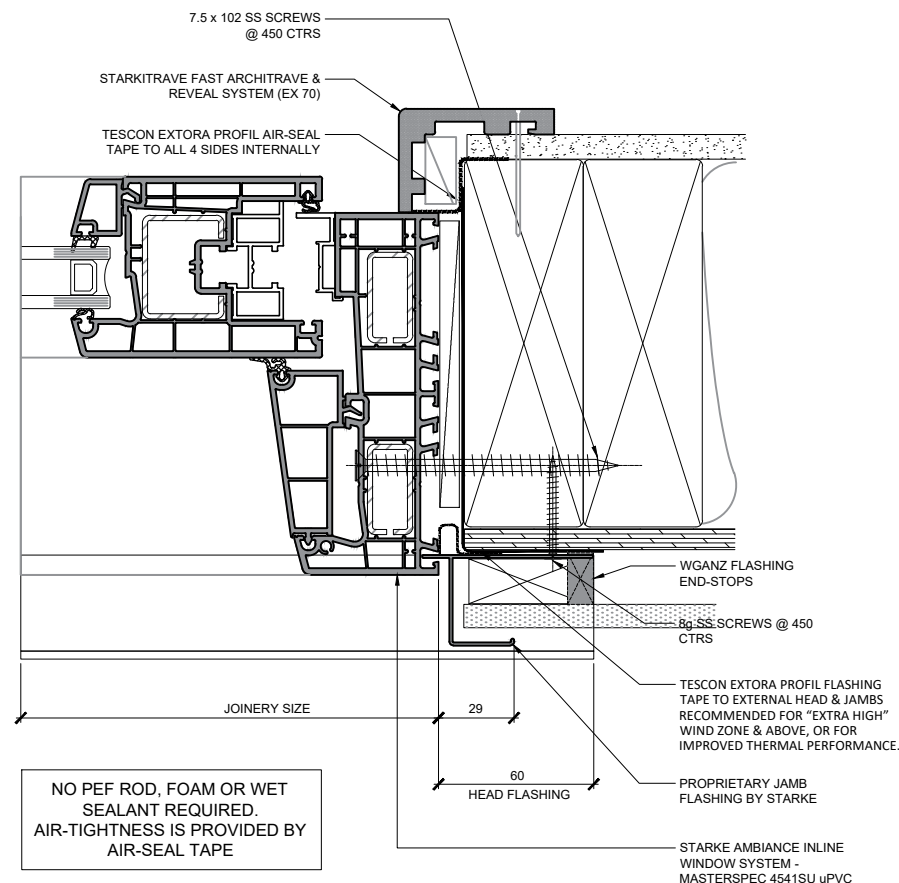 7.5 x 102 SS SCREWS
@ 450 CTRS
STARKITRAVE FAST ARCHITRAVE &
REVEAL SYSTEM (EX 70)
TESCON EXTORA PROFIL AIR-SEAL
TAPE TO ALL 4 SIDES INTERNALLY
WGANZ FLASHING
END-STOPS
8g SS SCREWS @ 450
CTRS
TESCON EXTORA PROFIL FLASHING
TAPE TO EXTERNAL HEAD & JAMBS
RECOMMENDED FOR “EXTRA HIGH”
WIND ZONE & ABOVE, OR FOR
IMPROVED THERMAL PERFORMANCE.
JOINERY SIZE
29
60
HEAD FLASHING
PROPRIETARY JAMB
FLASHING BY STARKE
NO PEF ROD, FOAM OR WET
SEALANT REQUIRED.
AIR-TIGHTNESS IS PROVIDED BY
AIR-SEAL TAPE
STARKE AMBIANCE INLINE
WINDOW SYSTEM -
MASTERSPEC 4541SU uPVC